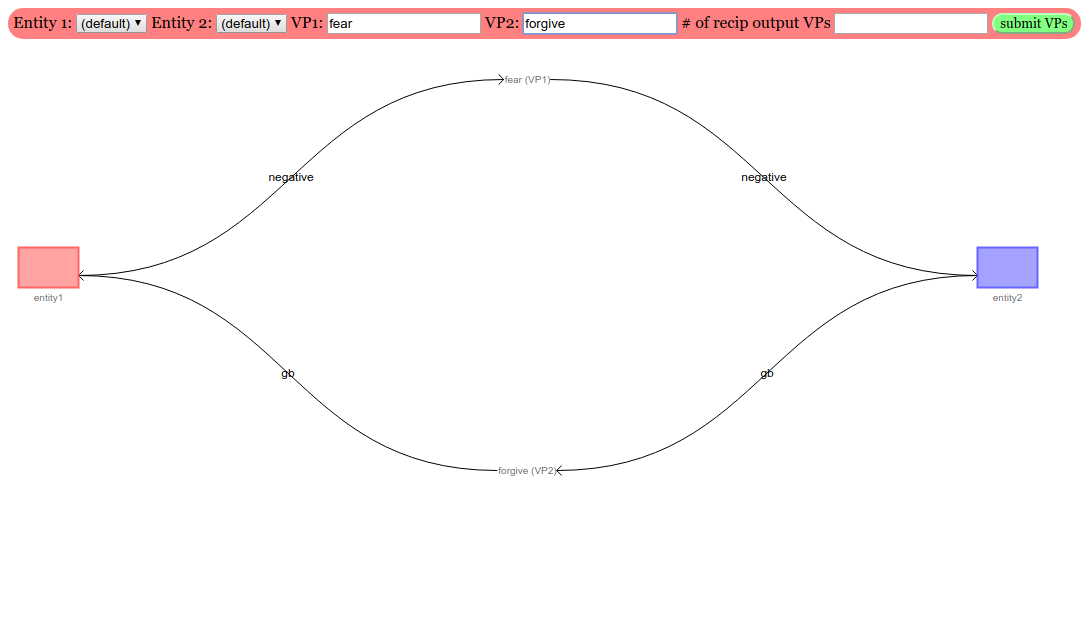 Entity 1: (default) Entity 2: (default) VP1: fear VP2: forgive # of recip output VPs submit VPs
fear (VP1)
negative negative
entity1 entity2
gb gb
forgive (VP2)